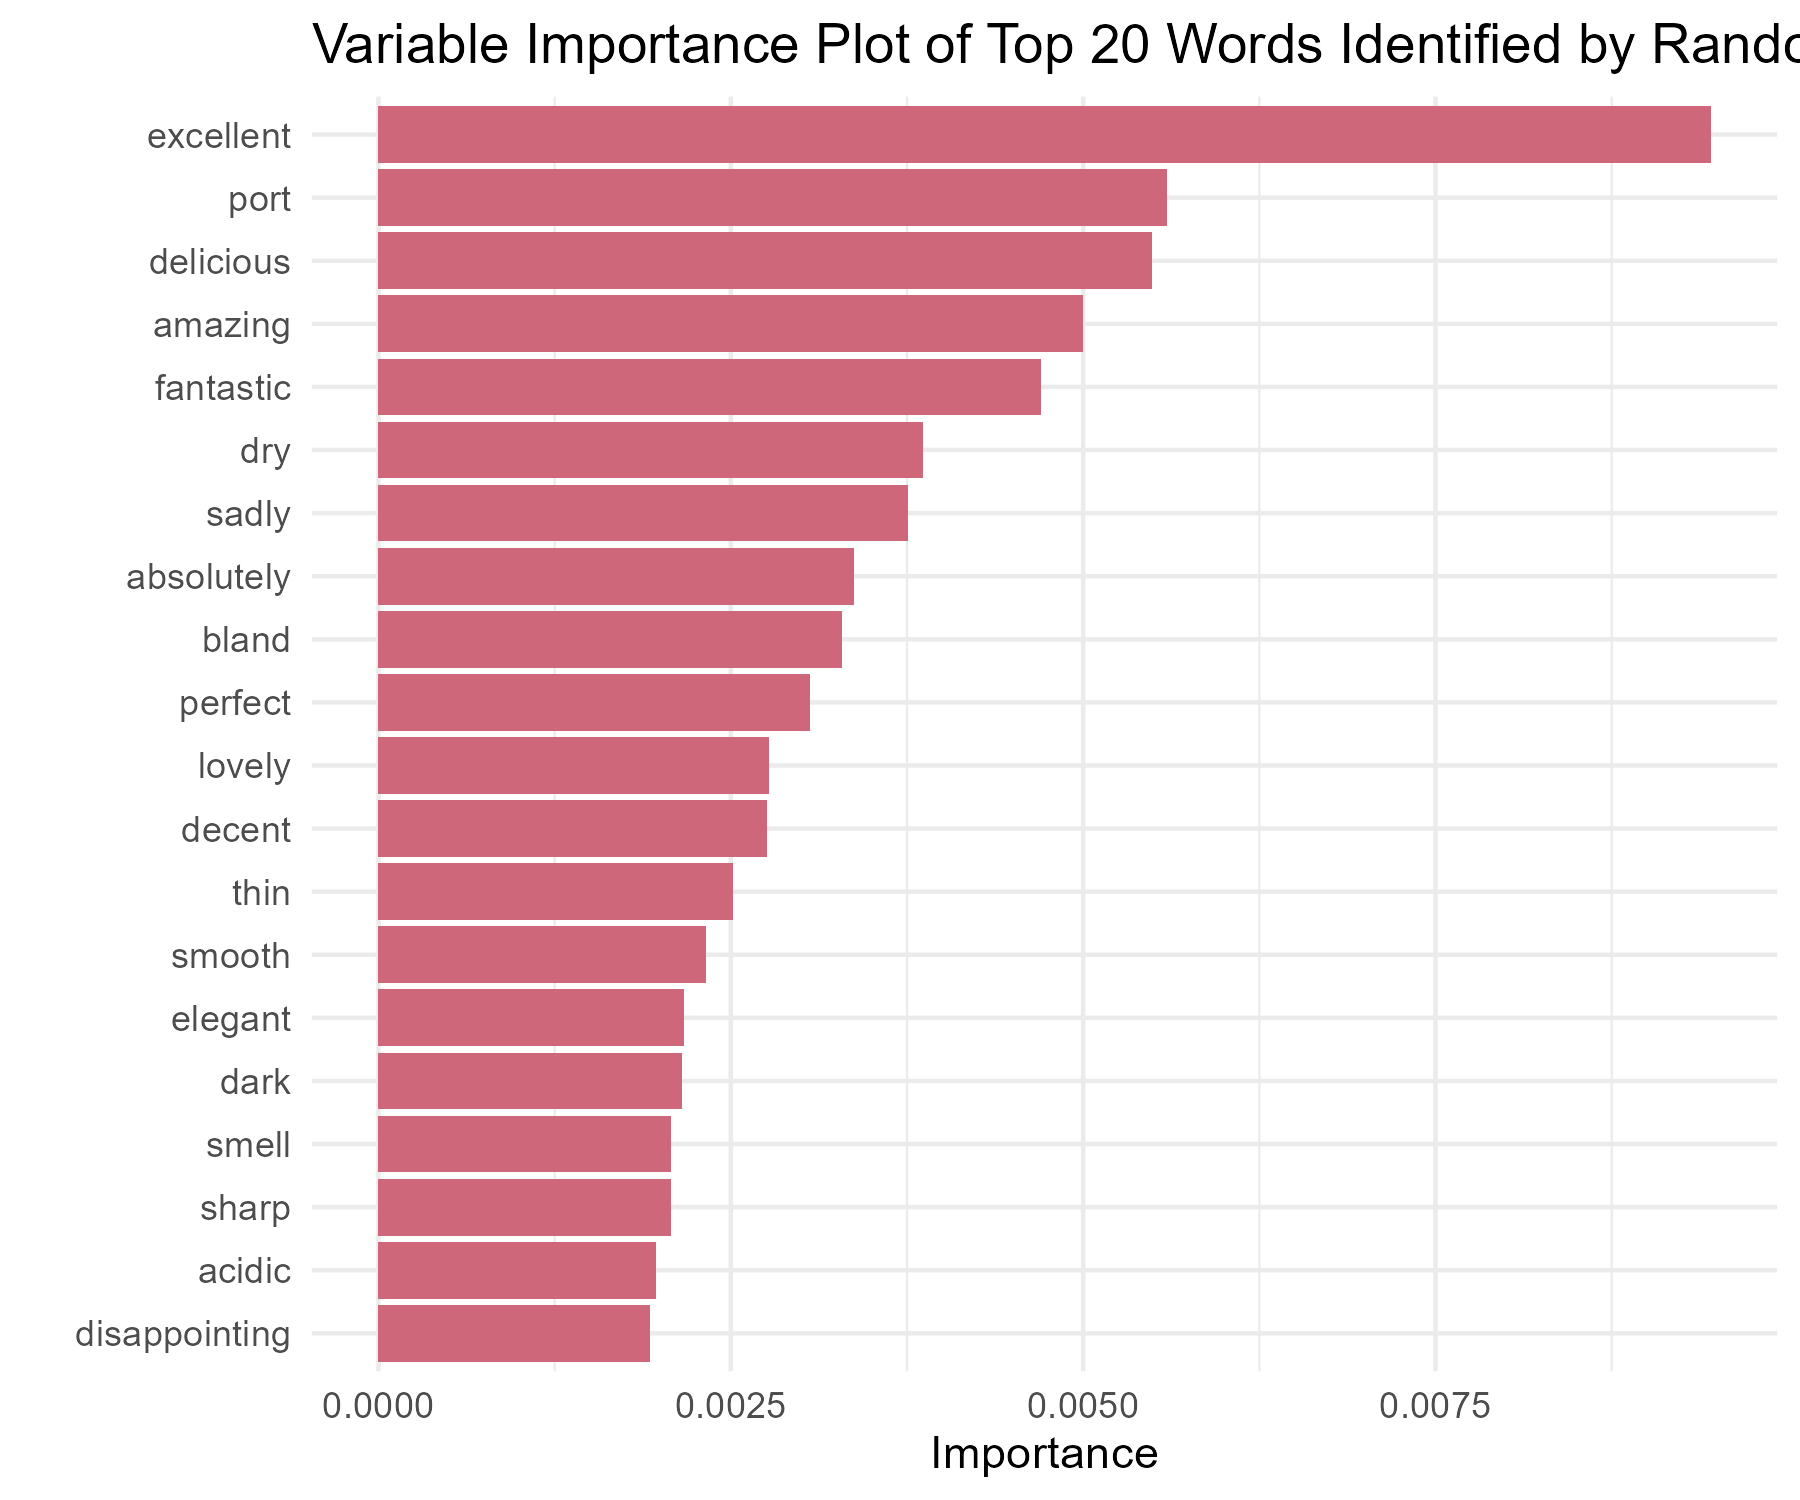 Variable Importance Plot of Top 20 Words Identified by Rando
excellent
port
delicious
amazing
fantastic
dry
sadly
absolutely
bland
perfect
lovely
decent
thin
smooth
elegant
dark
smell
sharp
acidic
disappointing
0.0000 0.0025 0.0050 0.0075
Importance